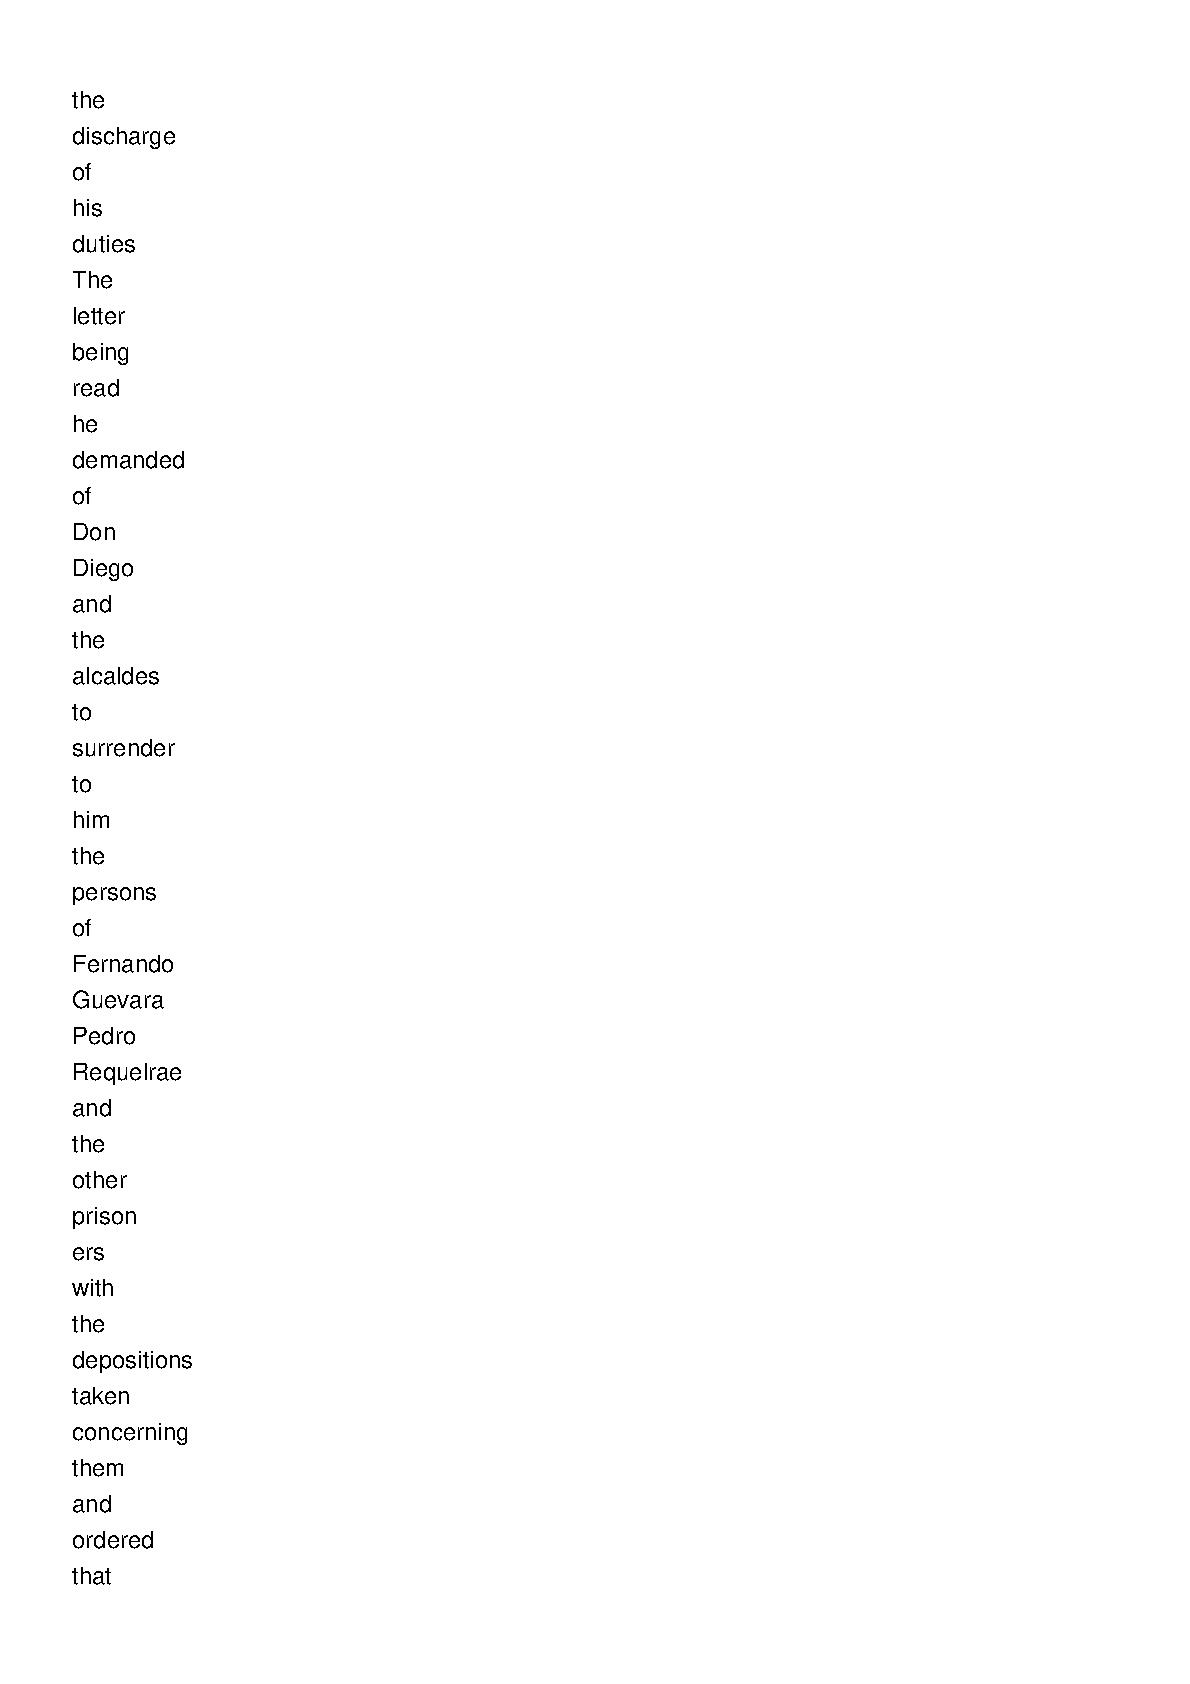 the
discharge
of
his
duties
The
letter
being
read
he
demanded
of
Don
Diego
and
the
alcaldes
to
surrender
to
him
the
persons
of
Fernando
Guevara
Pedro
Requelrae
and
the
other
prison
ers
with
the
depositions
taken
concerning
them
and
ordered
that